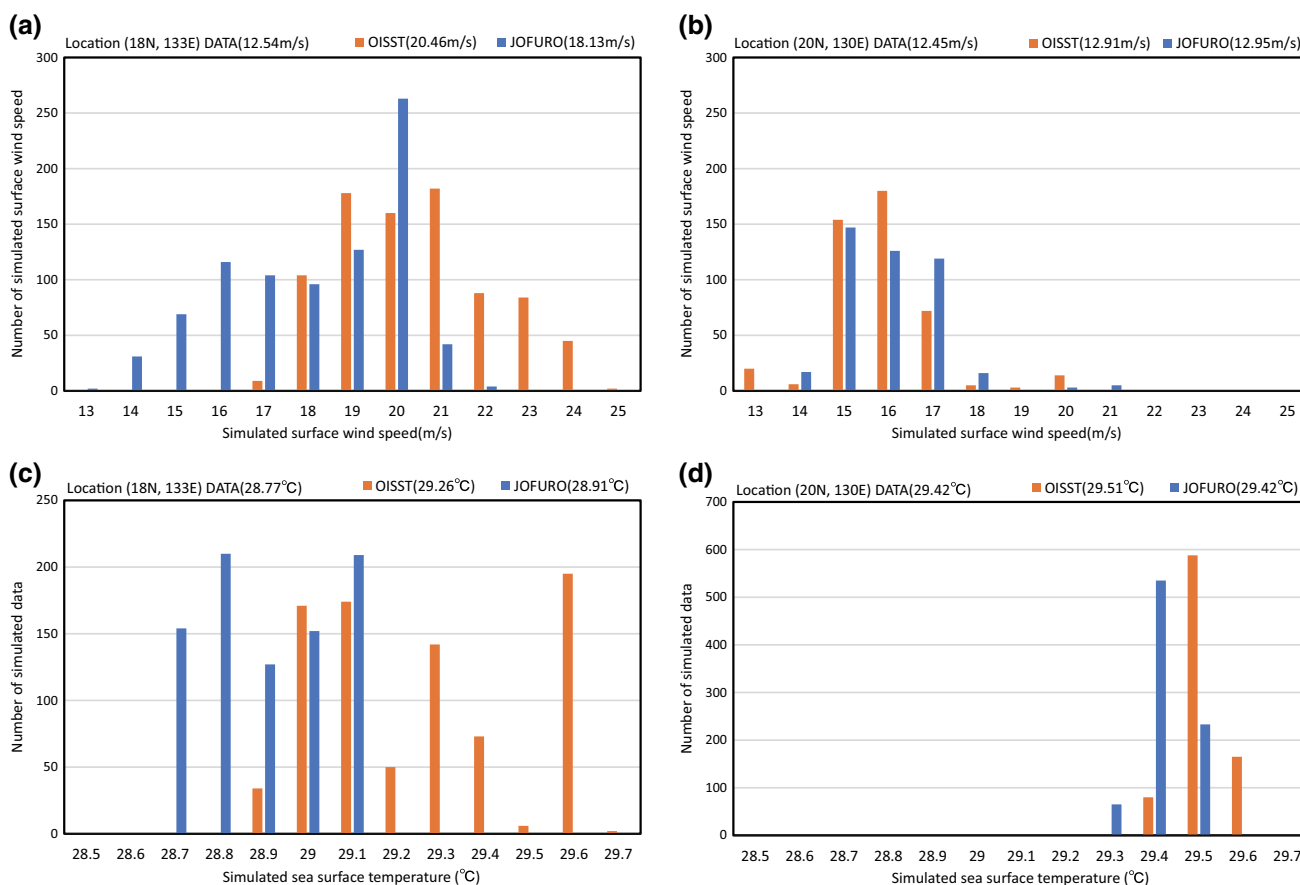 (a)
Location (18N, 133E) DATA(12.54m/s) OISST(20.46m/s) JOFURO(18.13m/s)
Number of simulated surface wind speed
300
250
200
150
100
50
0
13 14 15 16 17 18 19 20 21 22 23 24 25
Simulated surface wind speed(m/s)
(b)
Location (20N, 130E) DATA(12.45m/s) OISST(12.91m/s) JOFURO(12.95m/s)
Number of simulated surface wind speed
300
250
200
150
100
50
0
13 14 15 16 17 18 19 20 21 22 23 24 25
Simulated surface wind speed(m/s)
(c)
Location (18N, 133E) DATA(28.77℃) OISST(29.26℃) JOFURO(28.91℃)
Number of simulated data
250
200
150
100
50
0
28.5 28.6 28.7 28.8 28.9 29 29.1 29.2 29.3 29.4 29.5 29.6 29.7
Simulated sea surface temperature (℃)
(d)
Location (20N, 130E) DATA(29.42℃) OISST(29.51℃) JOFURO(29.42℃)
Number of simulated data
700
600
500
400
300
200
100
0
28.5 28.6 28.7 28.8 28.9 29 29.1 29.2 29.3 29.4 29.5 29.6 29.7
Simulated sea surface temperature (℃)